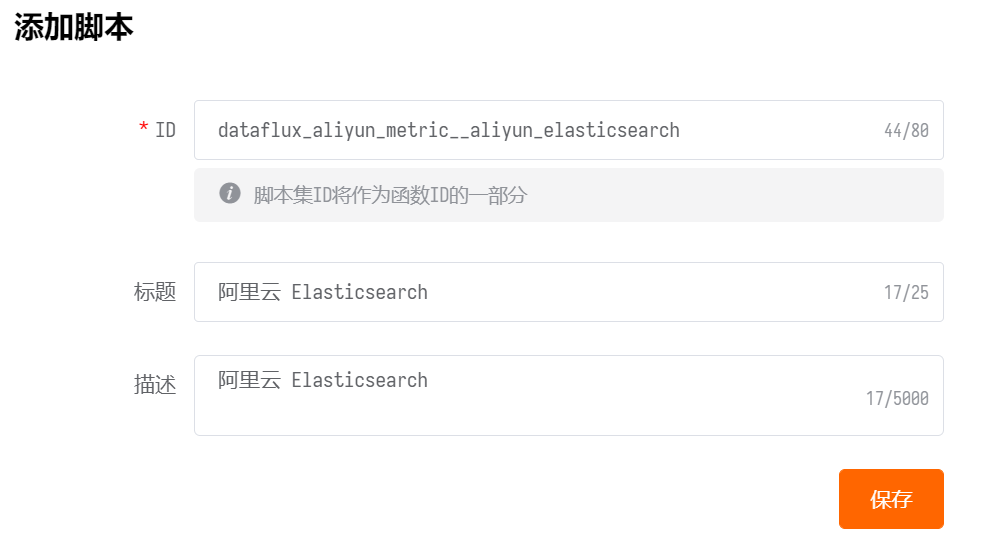 添加脚本
* ID
dataflux_aliyun_metric__aliyun_elasticsearch 44/80
脚本集ID将作为函数ID的一部分
标题
阿里云 Elasticsearch 17/25
描述
阿里云 Elasticsearch
17/5000
保存